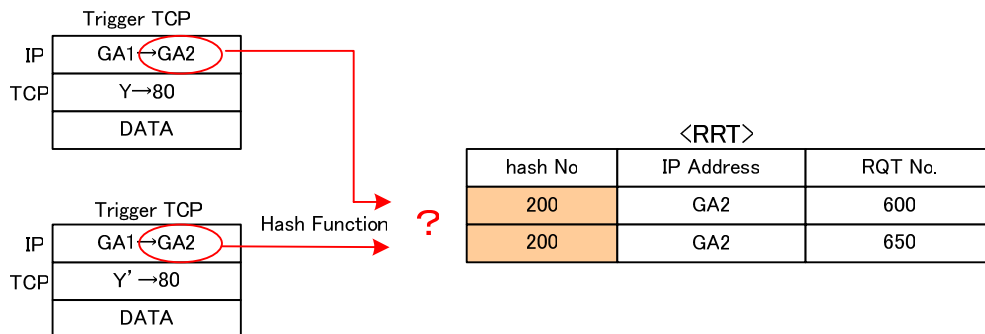 Trigger TCP
IP
GA1→GA2
TCP
Y→80
DATA
Trigger TCP
IP
GA1→GA2
TCP
Y'→80
DATA
Hash Function
?
<RRT>
hash No IP Address RQT No.
200 GA2 600
200 GA2 650